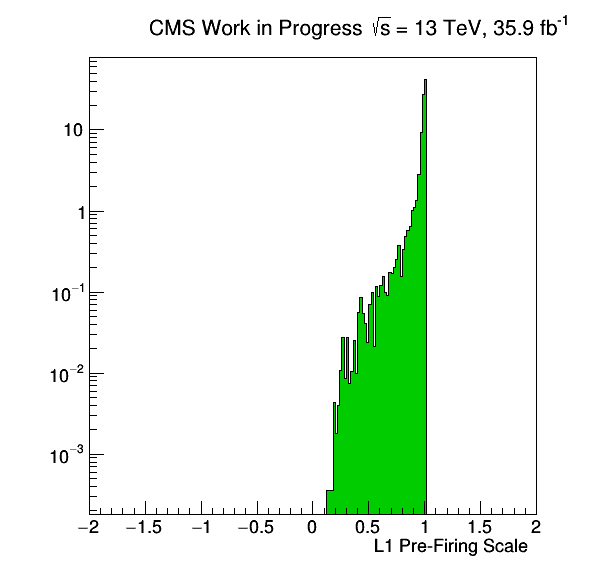 CMS Work in Progress √s = 13 TeV, 35.9 fb⁻¹
10
1
10⁻¹
10⁻²
10⁻³
−2 −1.5 −1 −0.5 0 0.5 1 1.5 2
L1 Pre-Firing Scale